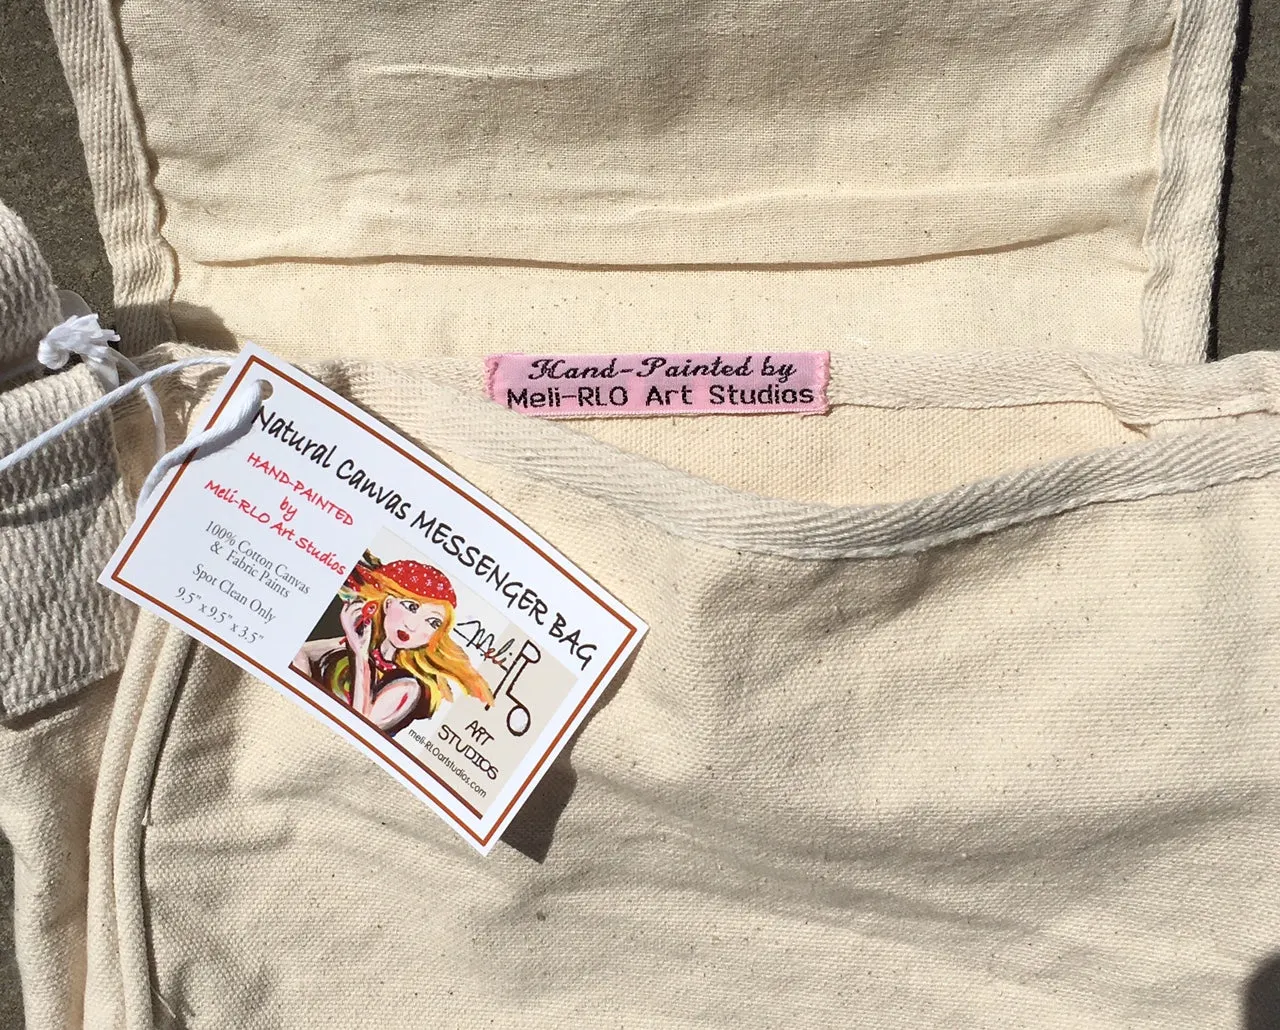 Hand-Painted by
Meli-RLO Art Studios
Natural Canvas MESSENGER BAG
HAND-PAINTED
by
Meli-RLO Art Studios
100% Cotton Canvas
& Fabric Paints
Spot Clean Only
9.5" x 9.5" x 3.5"
Meli
RLO
ART
STUDIOS
meli-RLOartstudios.com